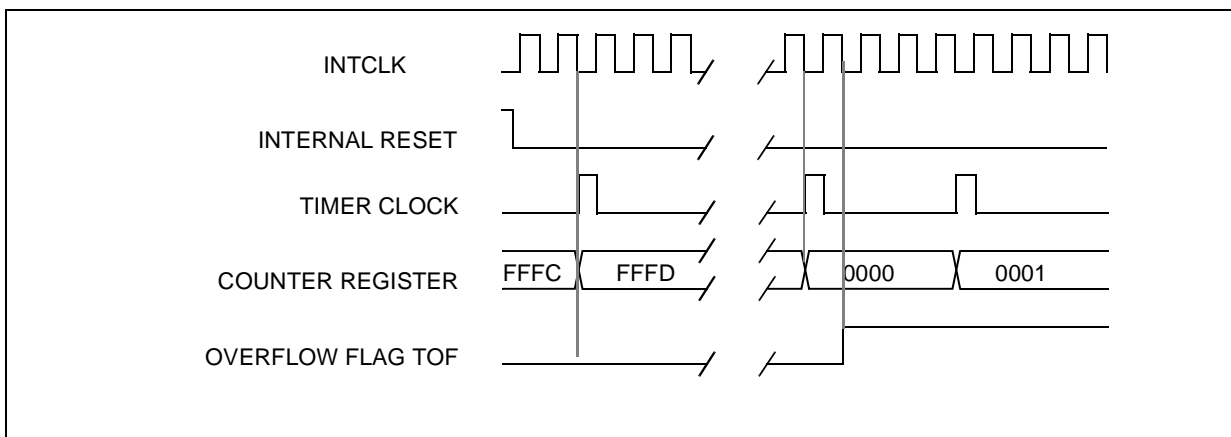 INTCLK
INTERNAL RESET
TIMER CLOCK
COUNTER REGISTER FFFC FFFD 0000 0001
OVERFLOW FLAG TOF